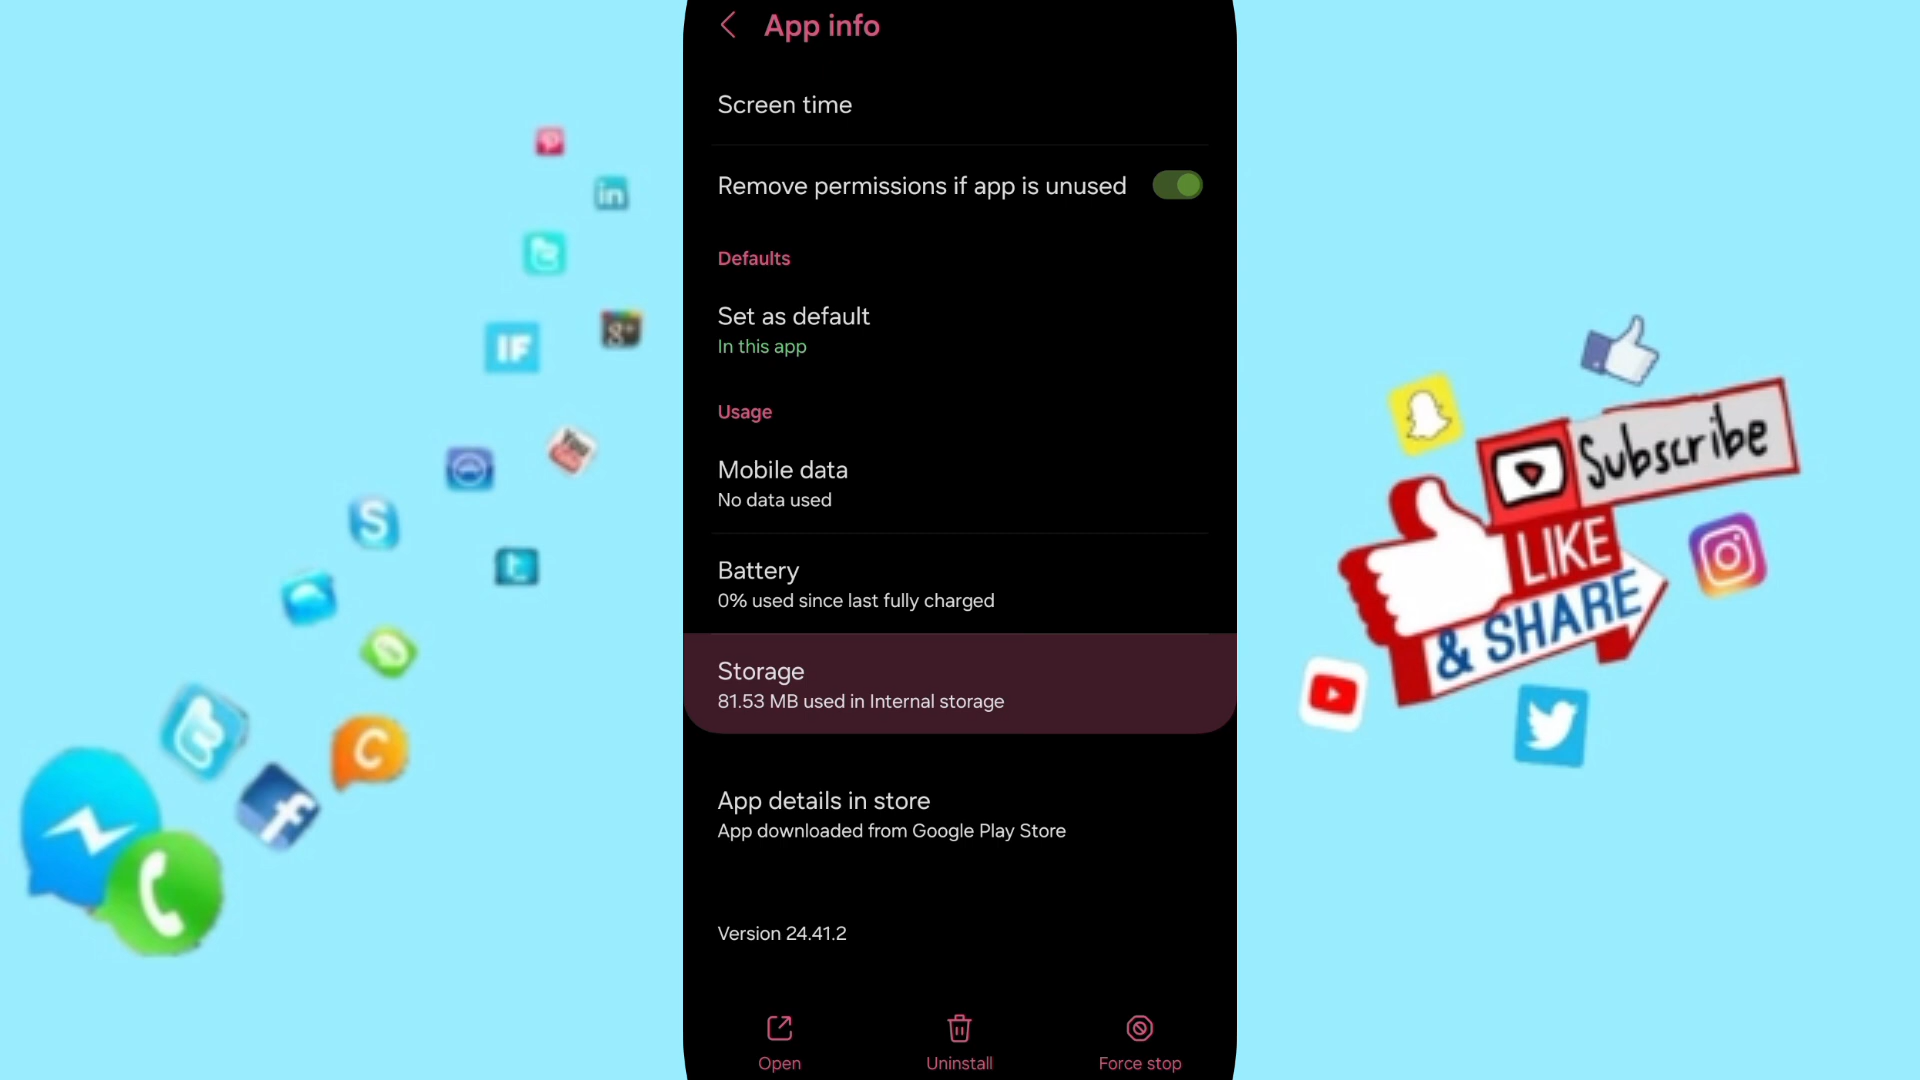 App info
Screen time
Remove permissions if app is unused
Defaults
Set as default
In this app
Usage
Mobile data
No data used
Battery
0% used since last fully charged
Storage
81.53 MB used in Internal storage
App details in store
App downloaded from Google Play Store
Version 24.41.2
Open
Uninstall
Force stop
in
IF
g+
You
S
C
f
Subscribe
LIKE
& SHARE